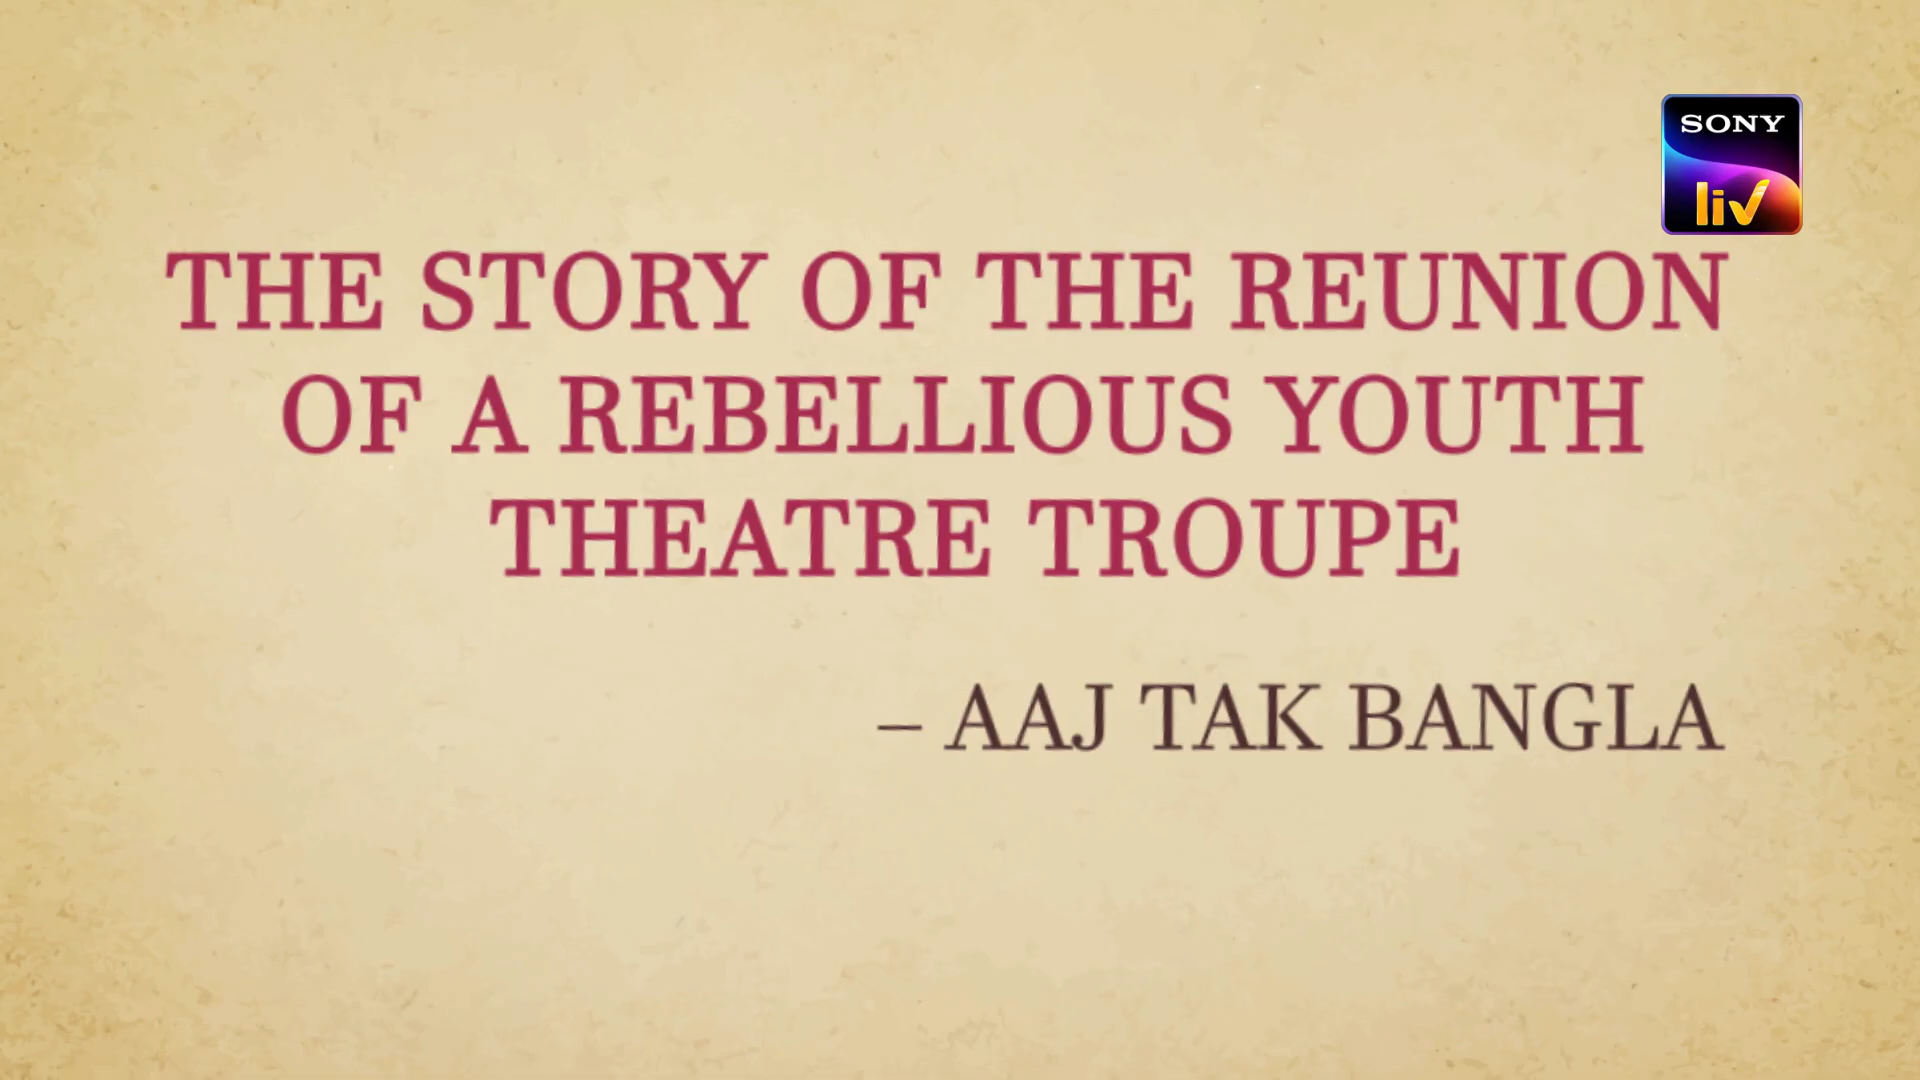 SONY
liv
THE STORY OF THE REUNION
OF A REBELLIOUS YOUTH
THEATRE TROUPE
– AAJ TAK BANGLA